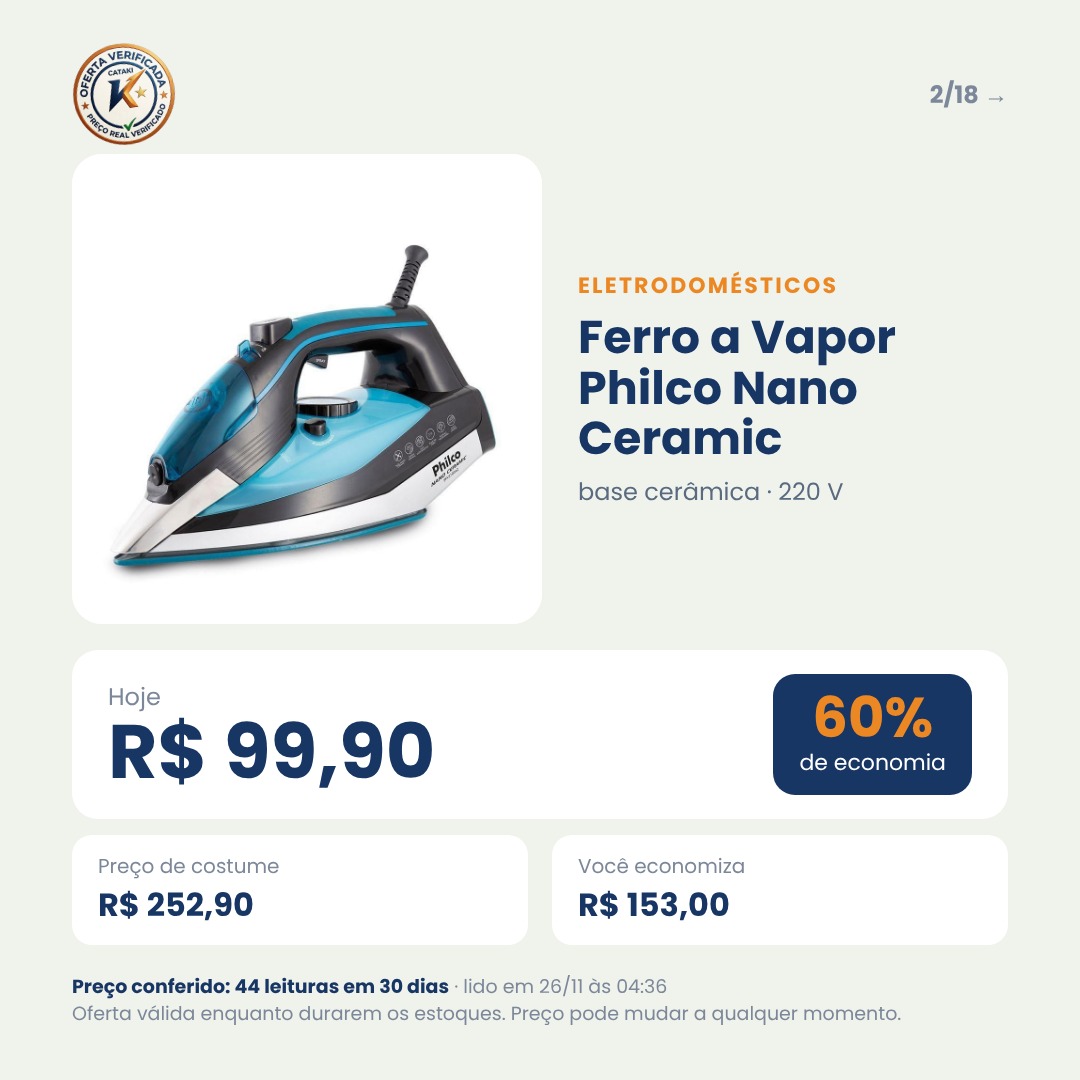 OFERTA VERIFICADA
CATAKI
K
PREÇO REAL VERIFICADO
2/18 →
Philco
NANO CERAMIC
ELETRODOMÉSTICOS
Ferro a Vapor
Philco Nano
Ceramic
base cerâmica · 220 V
Hoje
R$ 99,90
60%
de economia
Preço de costume
R$ 252,90
Você economiza
R$ 153,00
Preço conferido: 44 leituras em 30 dias · lido em 26/11 às 04:36
Oferta válida enquanto durarem os estoques. Preço pode mudar a qualquer momento.